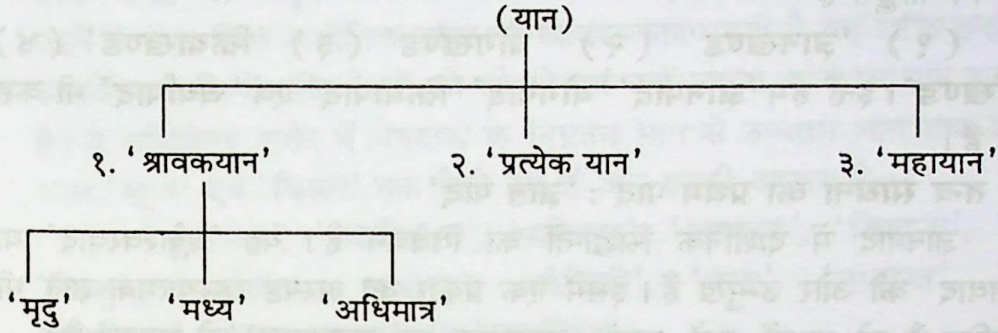 (यान)
१. 'श्रावकयान' २. 'प्रत्येक यान' ३. 'महायान'
'मृदु' 'मध्य' 'अधिमात्र'